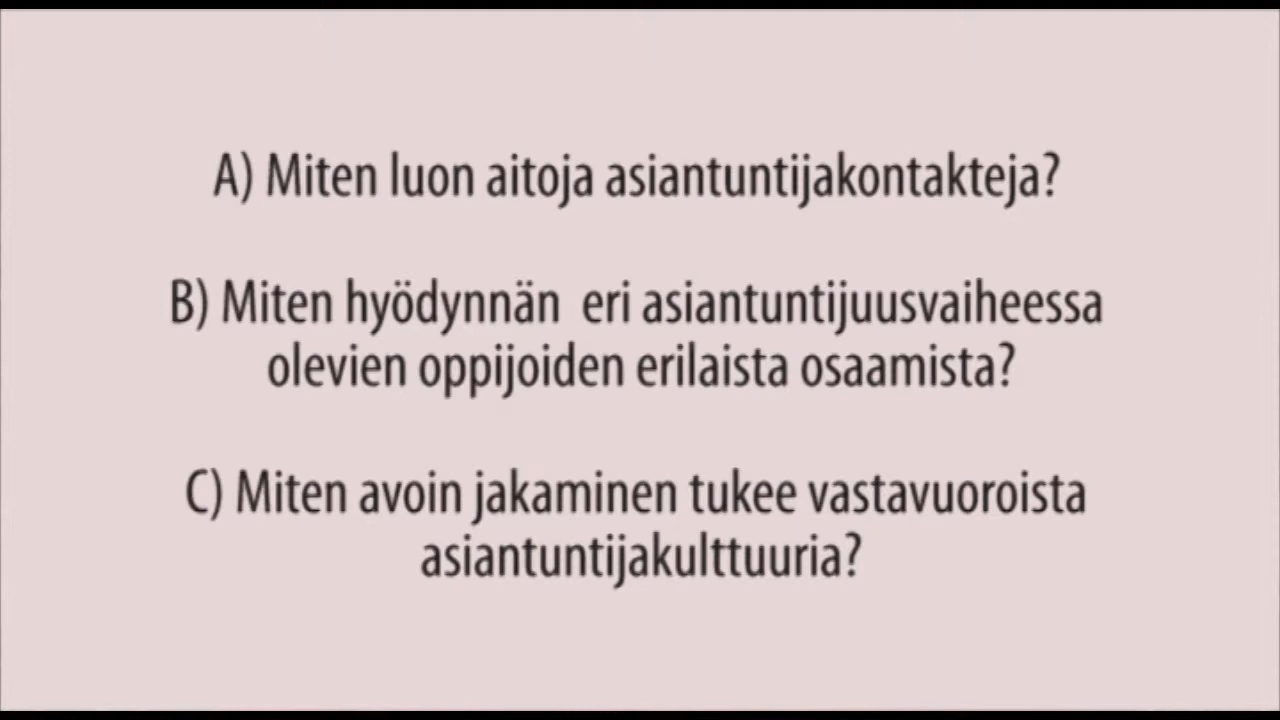 A) Miten luon aitoja asiantuntijakontakteja?
B) Miten hyödynnän  eri asiantuntijuusvaiheessa
olevien oppijoiden erilaista osaamista?
C) Miten avoin jakaminen tukee vastavuoroista
asiantuntijakulttuuria?